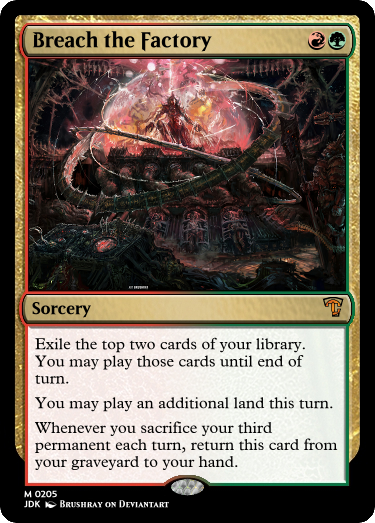 Breach the Factory
Sorcery
Exile the top two cards of your library.
You may play those cards until end of
turn.
You may play an additional land this turn.
Whenever you sacrifice your third
permanent each turn, return this card from
your graveyard to your hand.
M 0205
JDK Brushray on Deviantart